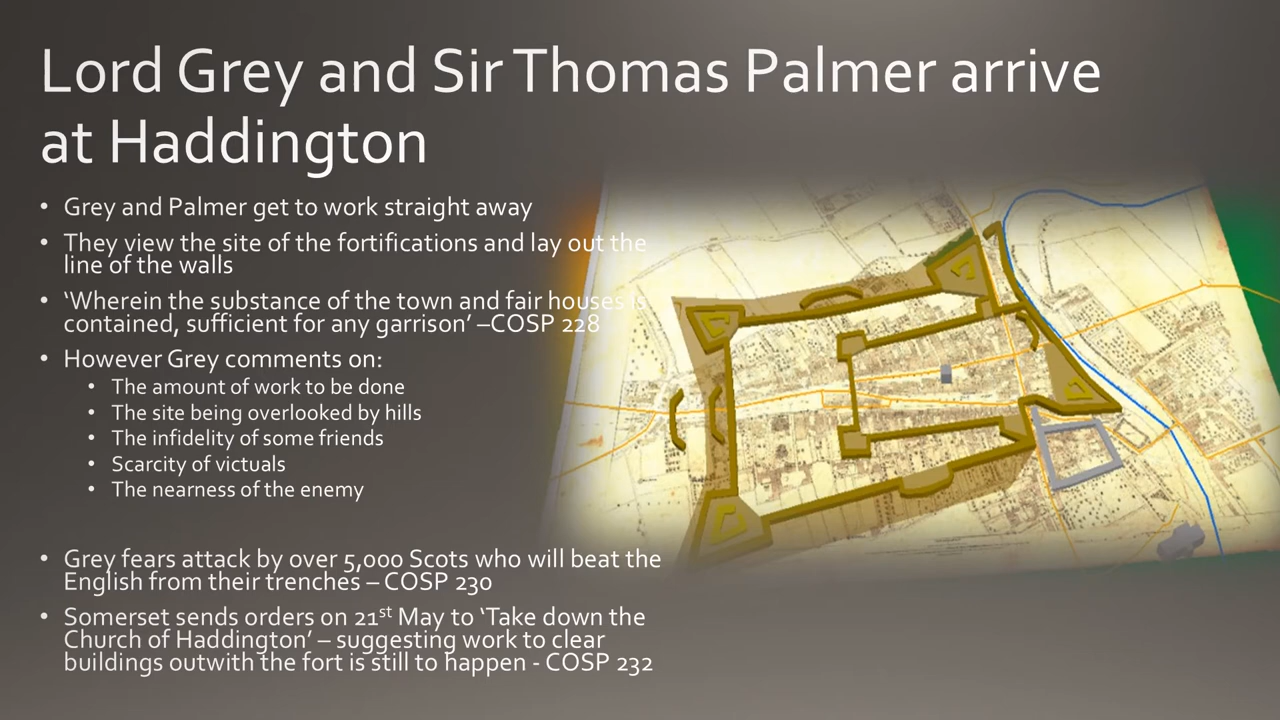 Lord Grey and Sir Thomas Palmer arrive
at Haddington
• Grey and Palmer get to work straight away
• They view the site of the fortifications and lay out the
line of the walls
• ‘Wherein the substance of the town and fair houses is
contained, sufficient for any garrison’ –COSP 228
• However Grey comments on:
• The amount of work to be done
• The site being overlooked by hills
• The infidelity of some friends
• Scarcity of victuals
• The nearness of the enemy
• Grey fears attack by over 5,000 Scots who will beat the
English from their trenches – COSP 230
• Somerset sends orders on 21st May to ‘Take down the
Church of Haddington’ – suggesting work to clear
buildings outwith the fort is still to happen - COSP 232